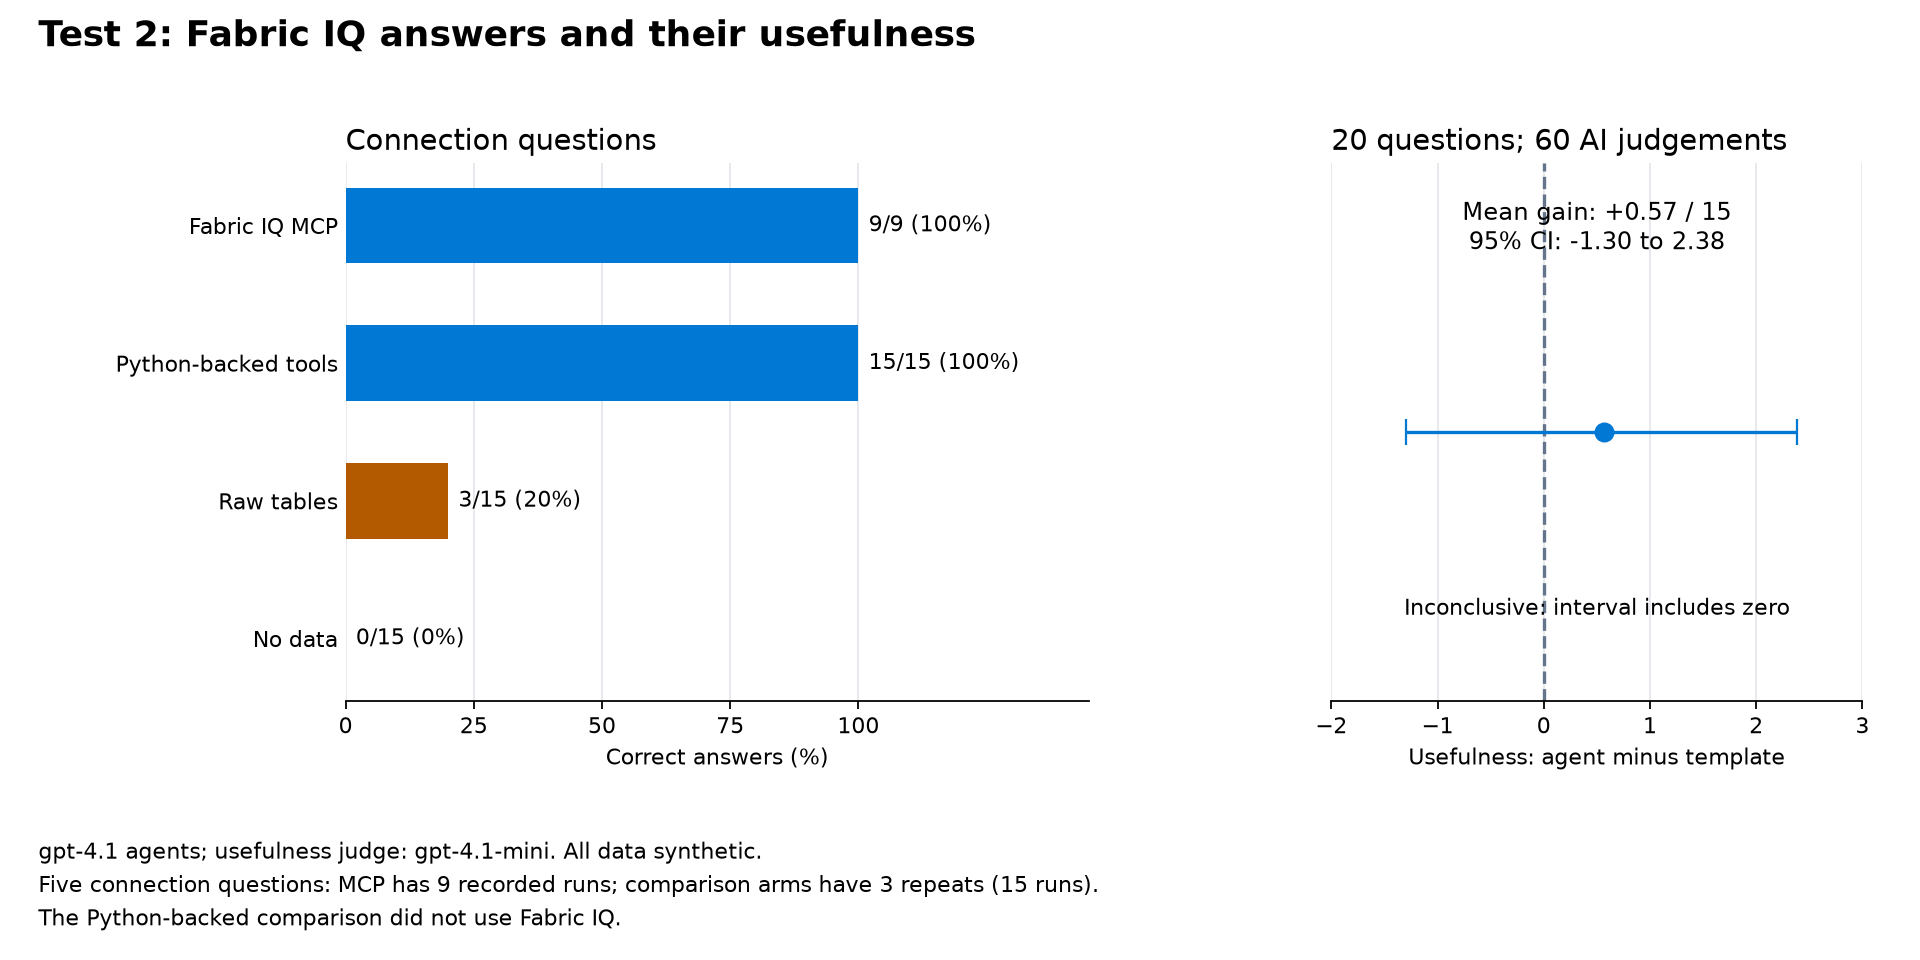 Test 2: Fabric IQ answers and their usefulness
Connection questions
Fabric IQ MCP
9/9 (100%)
Python-backed tools
15/15 (100%)
Raw tables
3/15 (20%)
No data
0/15 (0%)
0 25 50 75 100
Correct answers (%)
20 questions; 60 AI judgements
Mean gain: +0.57 / 15
95% CI: -1.30 to 2.38
Inconclusive: interval includes zero
−2 −1 0 1 2 3
Usefulness: agent minus template
gpt-4.1 agents; usefulness judge: gpt-4.1-mini. All data synthetic.
Five connection questions: MCP has 9 recorded runs; comparison arms have 3 repeats (15 runs).
The Python-backed comparison did not use Fabric IQ.